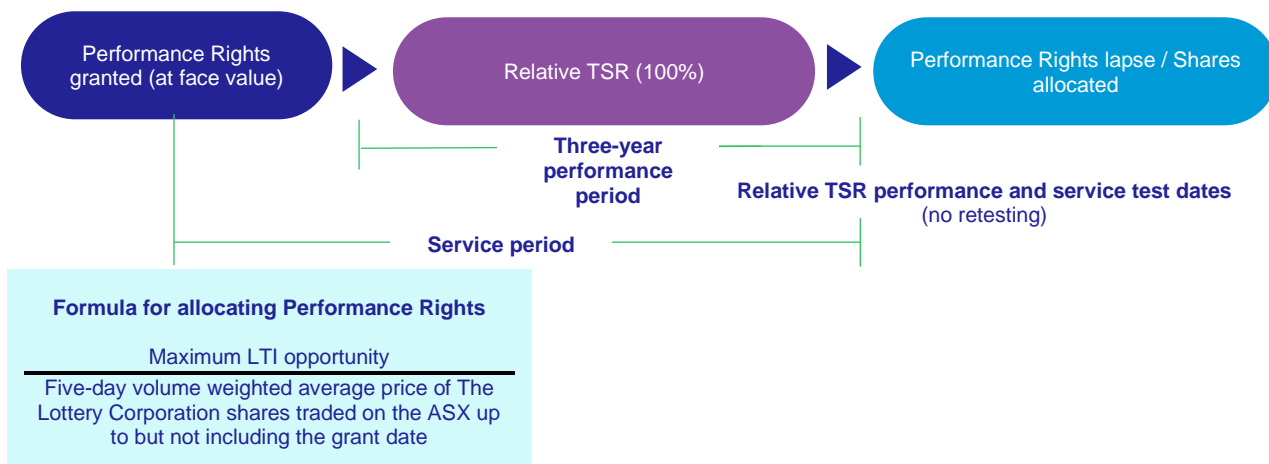 Performance Rights
granted (at face value)
Relative TSR (100%)
Performance Rights lapse / Shares
allocated
Three-year
performance
period
Relative TSR performance and service test dates
(no retesting)
Service period
Formula for allocating Performance Rights
Maximum LTI opportunity
Five-day volume weighted average price of The
Lottery Corporation shares traded on the ASX up
to but not including the grant date